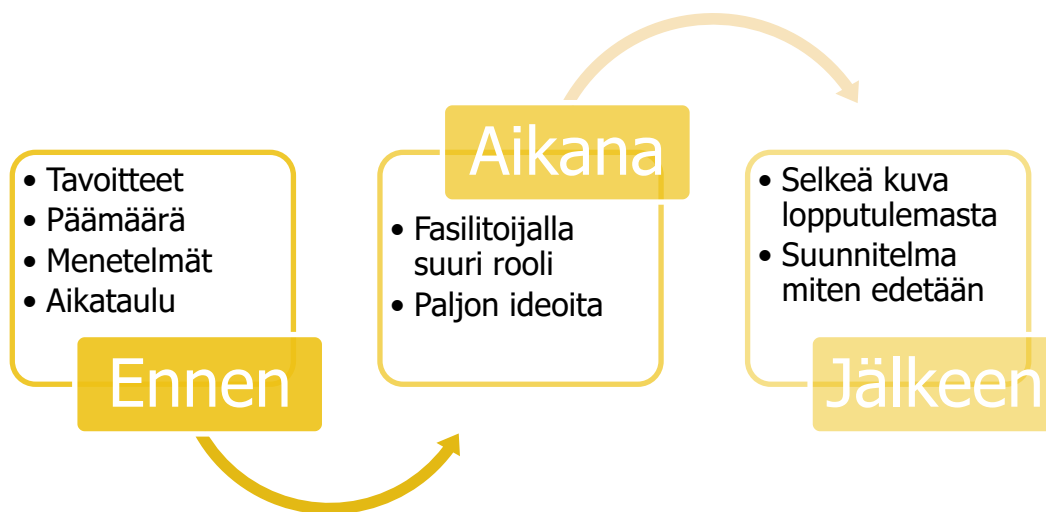 • Tavoitteet
• Päämäärä
• Menetelmät
• Aikataulu
Ennen
Aikana
• Fasilitoijalla
suuri rooli
• Paljon ideoita
• Selkeä kuva
lopputulemasta
• Suunnitelma
miten edetään
Jälkeen